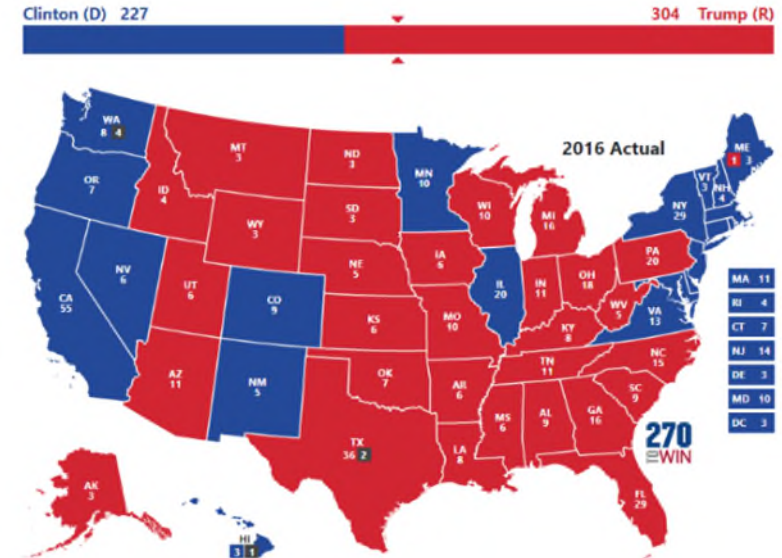 Clinton (D) 227
304 Trump (R)
2016 Actual
WA
8 4
OR
7
CA
55
NV
6
ID
4
MT
3
WY
3
UT
6
CO
9
AZ
11
NM
5
ND
3
SD
3
NE
5
KS
6
OK
7
TX
36 2
MN
10
IA
6
MO
10
AR
6
LA
8
WI
10
IL
20
MI
16
IN
11
OH
18
KY
8
TN
11
MS
6
AL
9
GA
16
FL
29
SC
9
NC
15
VA
13
WV
5
PA
20
NY
29
VT
3
NH
4
ME
1 3
MA 11
RI 4
CT 7
NJ 14
DE 3
MD 10
DC 3
AK
3
HI
3 1
270
TO WIN